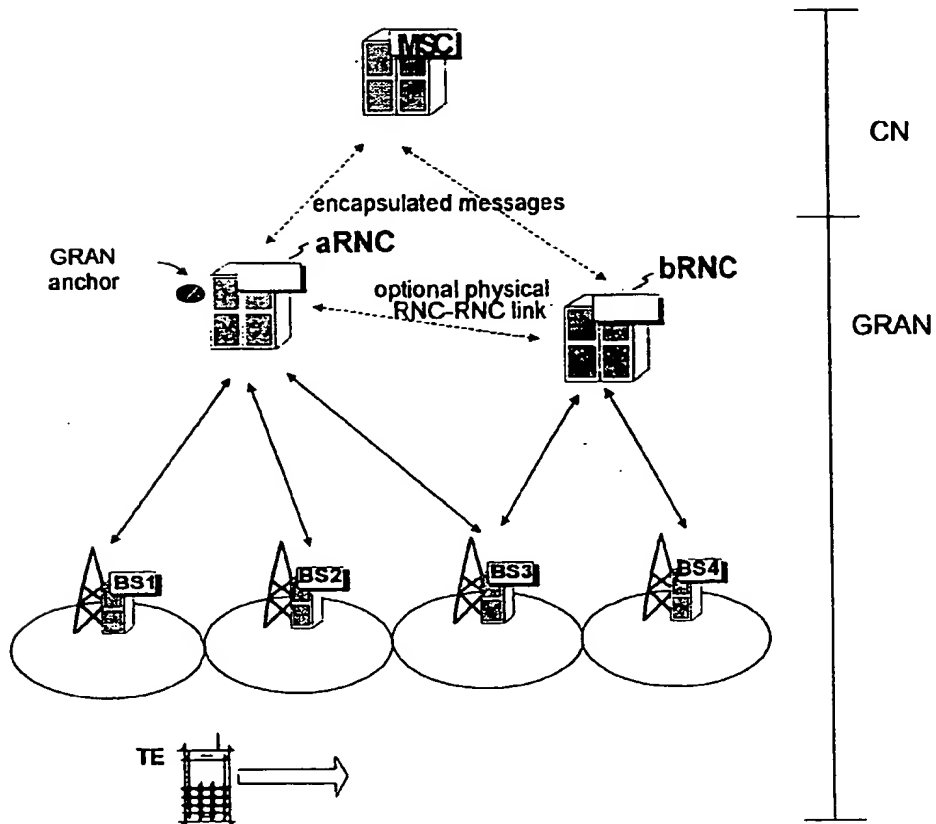 MSC
CN
encapsulated messages
aRNC
GRAN
anchor
bRNC
optional physical
RNC-RNC link
GRAN
BS1
BS2
BS3
BS4
TE